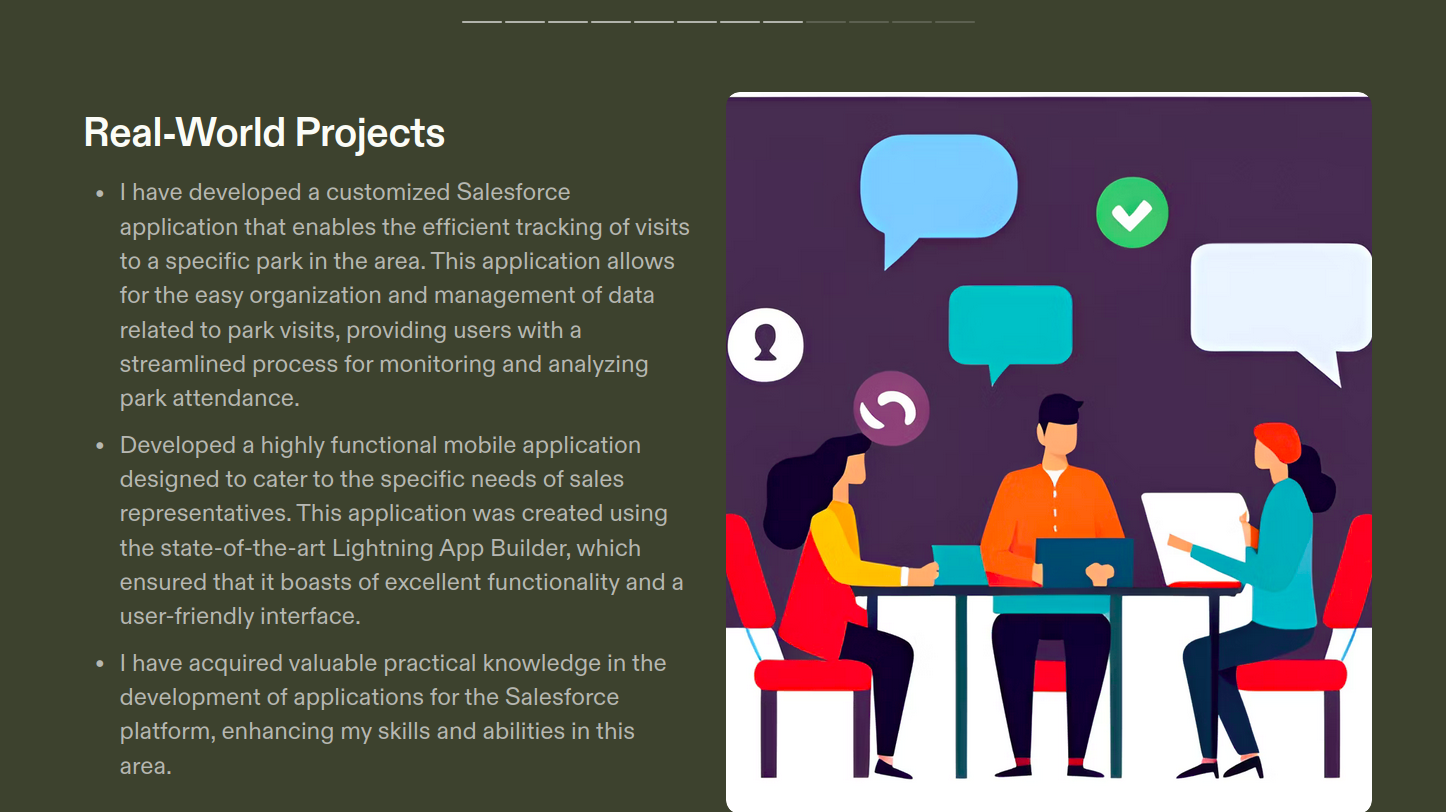 Real-World Projects
• I have developed a customized Salesforce
application that enables the efficient tracking of visits
to a specific park in the area. This application allows
for the easy organization and management of data
related to park visits, providing users with a
streamlined process for monitoring and analyzing
park attendance.
• Developed a highly functional mobile application
designed to cater to the specific needs of sales
representatives. This application was created using
the state-of-the-art Lightning App Builder, which
ensured that it boasts of excellent functionality and a
user-friendly interface.
• I have acquired valuable practical knowledge in the
development of applications for the Salesforce
platform, enhancing my skills and abilities in this
area.